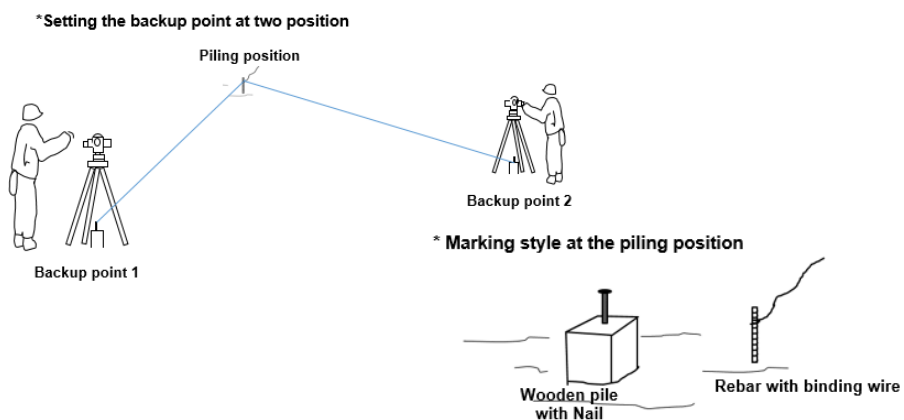 *Setting the backup point at two position
Piling position
Backup point 2
Backup point 1
* Marking style at the piling position
Wooden pile
with Nail
Rebar with binding wire